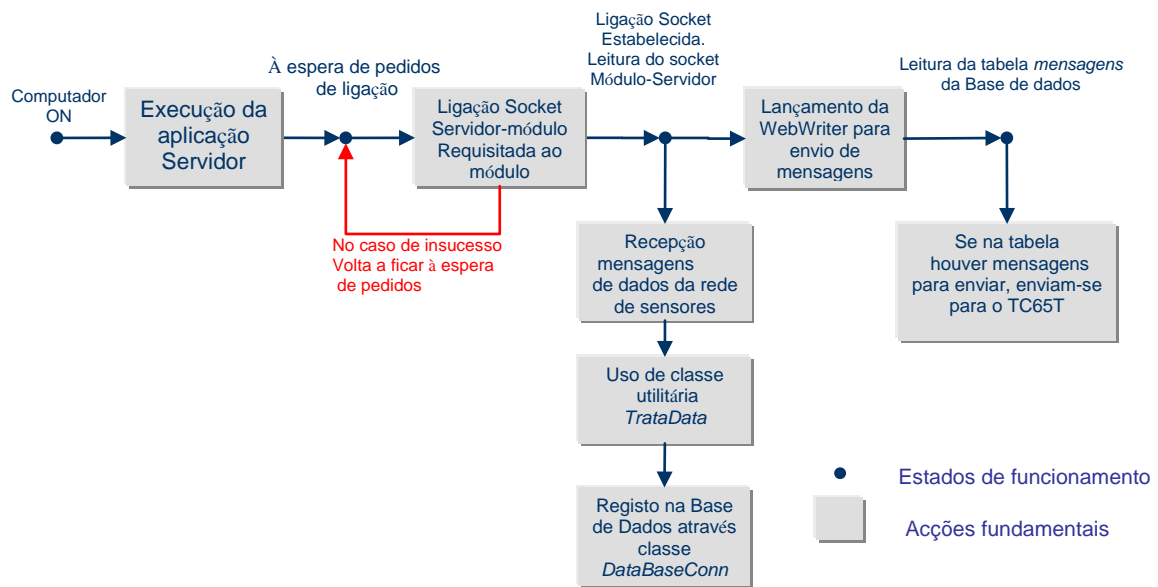 Computador
ON
Execução da
aplicação
Servidor
À espera de pedidos
de ligação
Ligação Socket
Servidor-módulo
Requisitada ao
módulo
No caso de insucesso
Volta a ficar à espera
de pedidos
Ligação Socket
Estabelecida.
Leitura do socket
Módulo-Servidor
Lançamento da
WebWriter para
envio de
mensagens
Leitura da tabela mensagens
da Base de dados
Se na tabela
houver mensagens
para enviar, enviam-se
para o TC65T
Recepção
mensagens
de dados da rede
de sensores
Uso de classe
utilitária
TrataData
Registo na Base
de Dados através
classe
DataBaseConn
Estados de funcionamento
Acções fundamentais